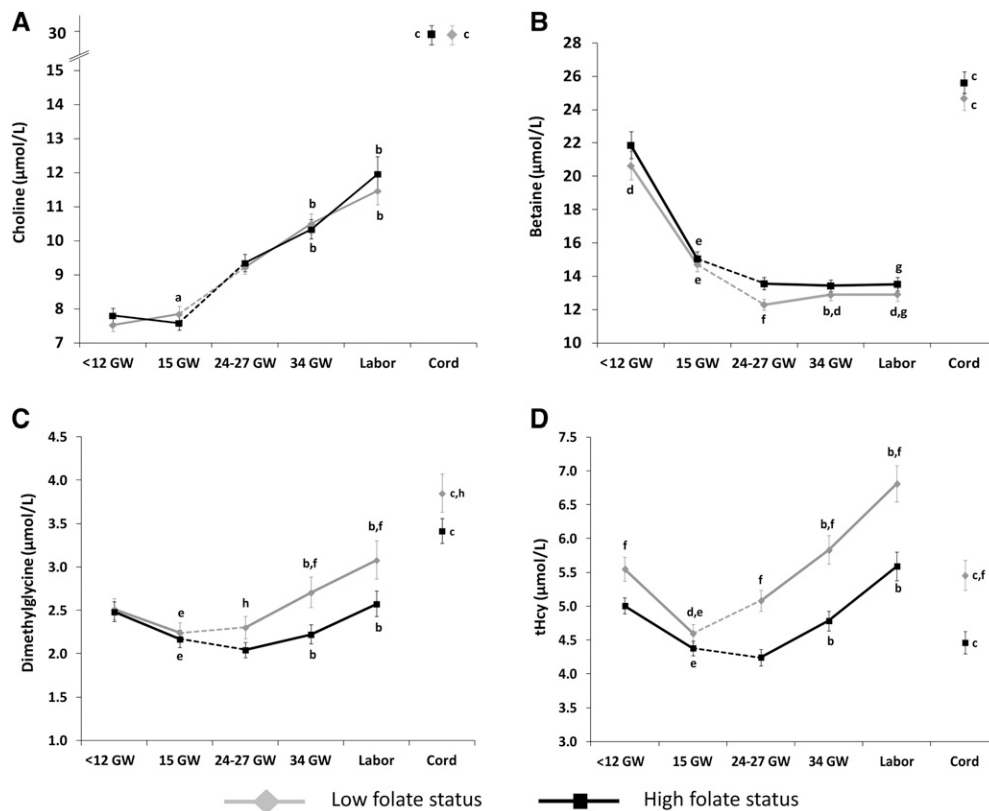 A
Choline (μmol/L)
30
15
14
13
12
11
10
9
8
7
<12 GW 15 GW 24-27 GW 34 GW Labor Cord
a
b
b
b
b
c c
B
Betaine (μmol/L)
28
26
24
22
20
18
16
14
12
10
<12 GW 15 GW 24-27 GW 34 GW Labor Cord
d
e
e
f
b,d
g
d,g
c
c
C
Dimethylglycine (μmol/L)
4.5
4.0
3.5
3.0
2.5
2.0
1.5
1.0
<12 GW 15 GW 24-27 GW 34 GW Labor Cord
e
e
h
b,f
b
b,f
b
c,h
c
D
tHcy (μmol/L)
7.5
7.0
6.5
6.0
5.5
5.0
4.5
4.0
3.5
3.0
<12 GW 15 GW 24-27 GW 34 GW Labor Cord
f
d,e
e
f
b,f
b
b,f
b
c,f
c
Low folate status High folate status